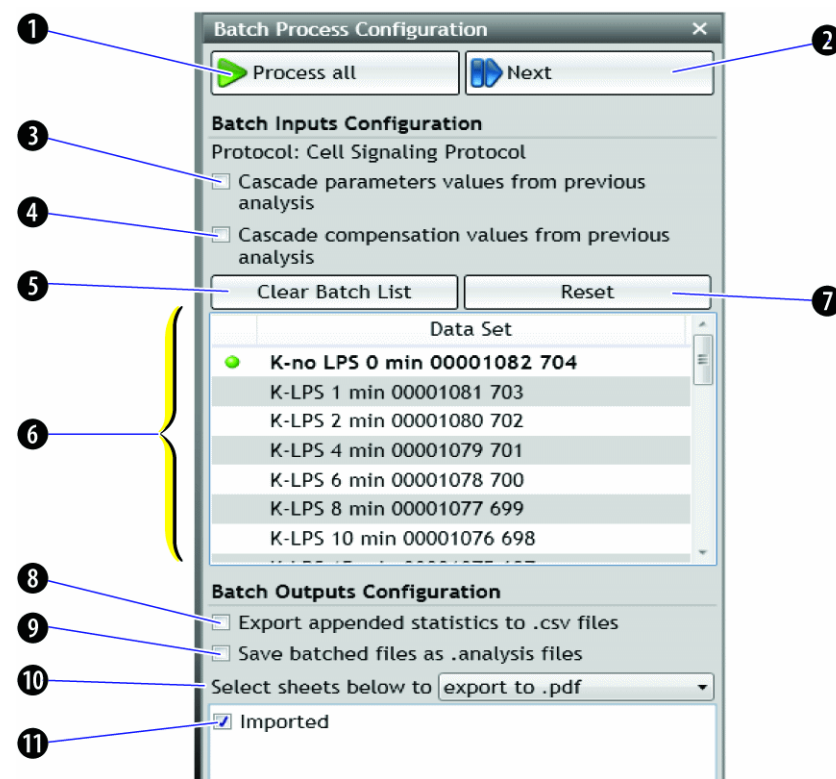 1
Batch Process Configuration ×
2
Process all
Next
Batch Inputs Configuration
3
Protocol: Cell Signaling Protocol
Cascade parameters values from previous
analysis
4
Cascade compensation values from previous
analysis
5
Clear Batch List
Reset
7
Data Set
K-no LPS 0 min 00001082 704
K-LPS 1 min 00001081 703
K-LPS 2 min 00001080 702
6
K-LPS 4 min 00001079 701
K-LPS 6 min 00001078 700
K-LPS 8 min 00001077 699
K-LPS 10 min 00001076 698
8
Batch Outputs Configuration
Export appended statistics to .csv files
9
Save batched files as .analysis files
10
Select sheets below to export to .pdf
11
Imported